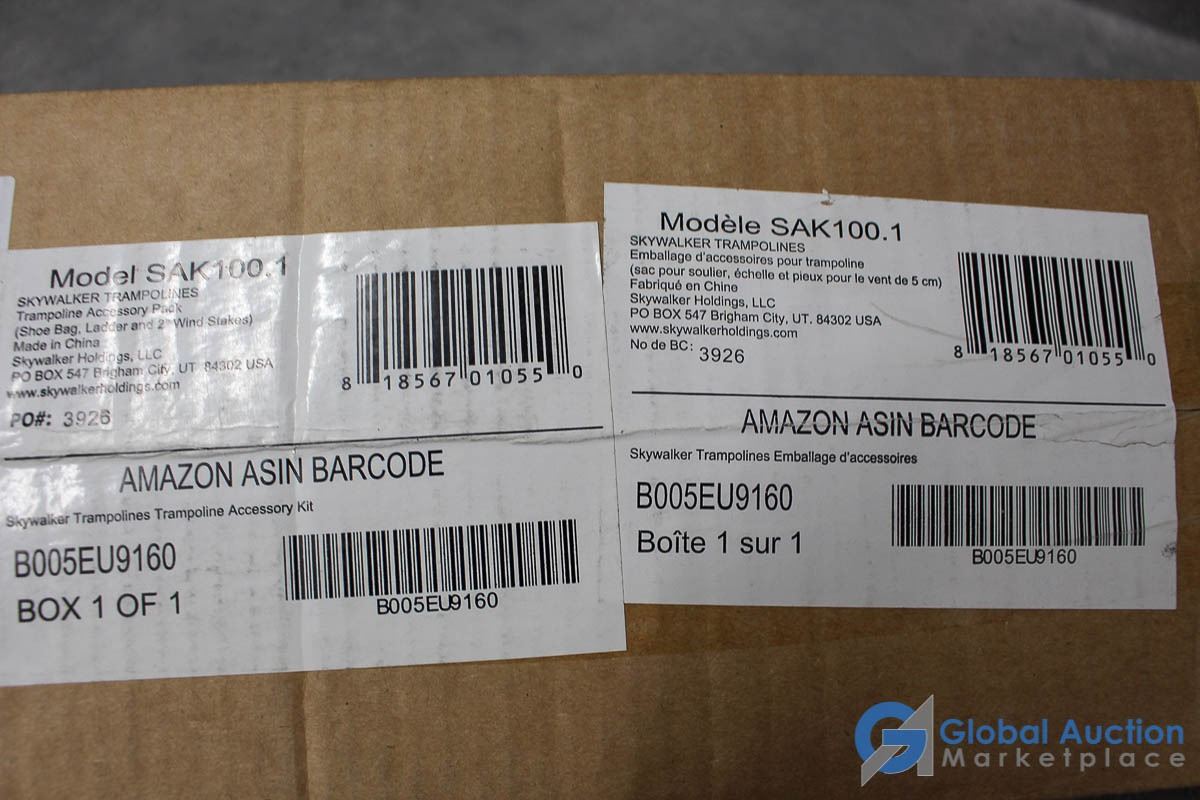 Model SAK100.1
SKYWALKER TRAMPOLINES
Trampoline Accessory Pack
(Shoe Bag, Ladder and 2" Wind Stakes)
Made in China
Skywalker Holdings, LLC
PO BOX 547 Brigham City, UT 84302 USA
www.skywalkerholdings.com
PO#: 3926
8 18567 01055 0
AMAZON ASIN BARCODE
Skywalker Trampolines Trampoline Accessory Kit
B005EU9160
BOX 1 OF 1
B005EU9160
Modèle SAK100.1
SKYWALKER TRAMPOLINES
Emballage d'accessoires pour trampoline
(sac pour soulier, échelle et pieux pour le vent de 5 cm)
Fabriqué en Chine
Skywalker Holdings, LLC
PO BOX 547 Brigham City, UT. 84302 USA
www.skywalkerholdings.com
No de BC: 3926
8 18567 01055 0
AMAZON ASIN BARCODE
Skywalker Trampolines Emballage d'accessoires
B005EU9160
Boîte 1 sur 1
B005EU9160
Global Auction
Marketplace